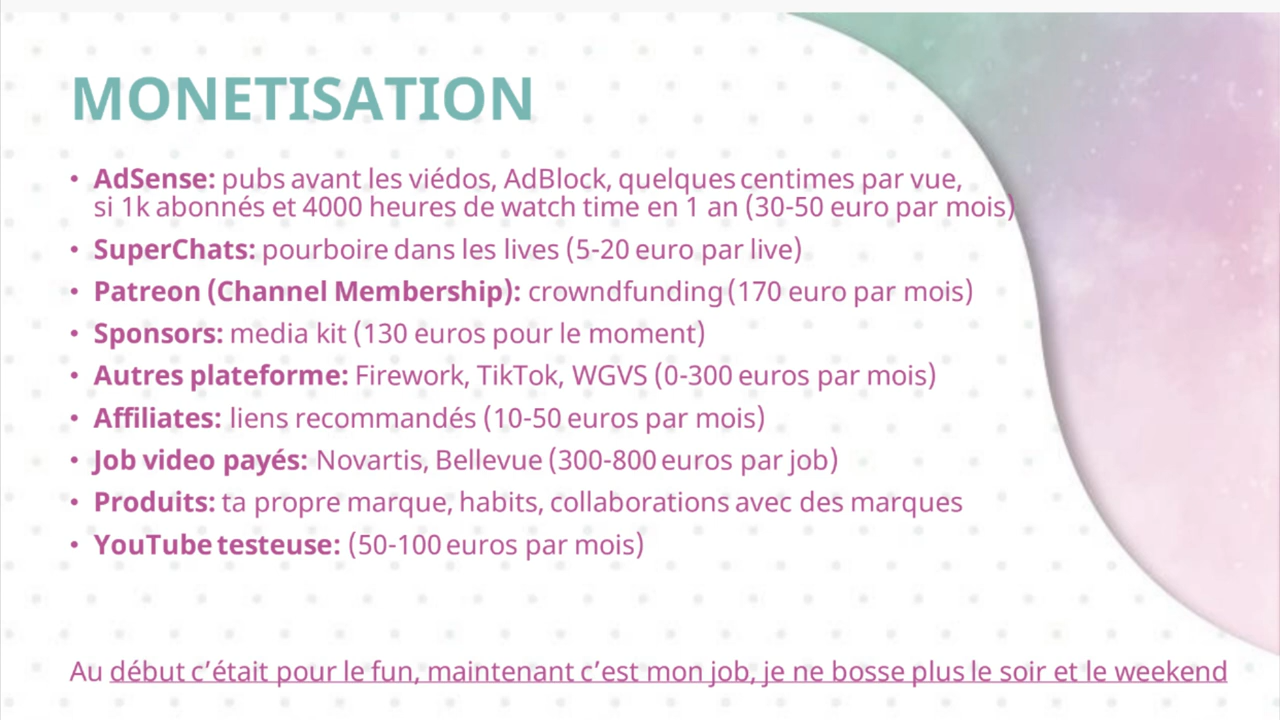 MONETISATION
• AdSense: pubs avant les viédos, AdBlock, quelques centimes par vue,
si 1k abonnés et 4000 heures de watch time en 1 an (30-50 euro par mois)
• SuperChats: pourboire dans les lives (5-20 euro par live)
• Patreon (Channel Membership): crowndfunding (170 euro par mois)
• Sponsors: media kit (130 euros pour le moment)
• Autres plateforme: Firework, TikTok, WGVS (0-300 euros par mois)
• Affiliates: liens recommandés (10-50 euros par mois)
• Job video payés: Novartis, Bellevue (300-800 euros par job)
• Produits: ta propre marque, habits, collaborations avec des marques
• YouTube testeuse: (50-100 euros par mois)
Au début c’était pour le fun, maintenant c’est mon job, je ne bosse plus le soir et le weekend